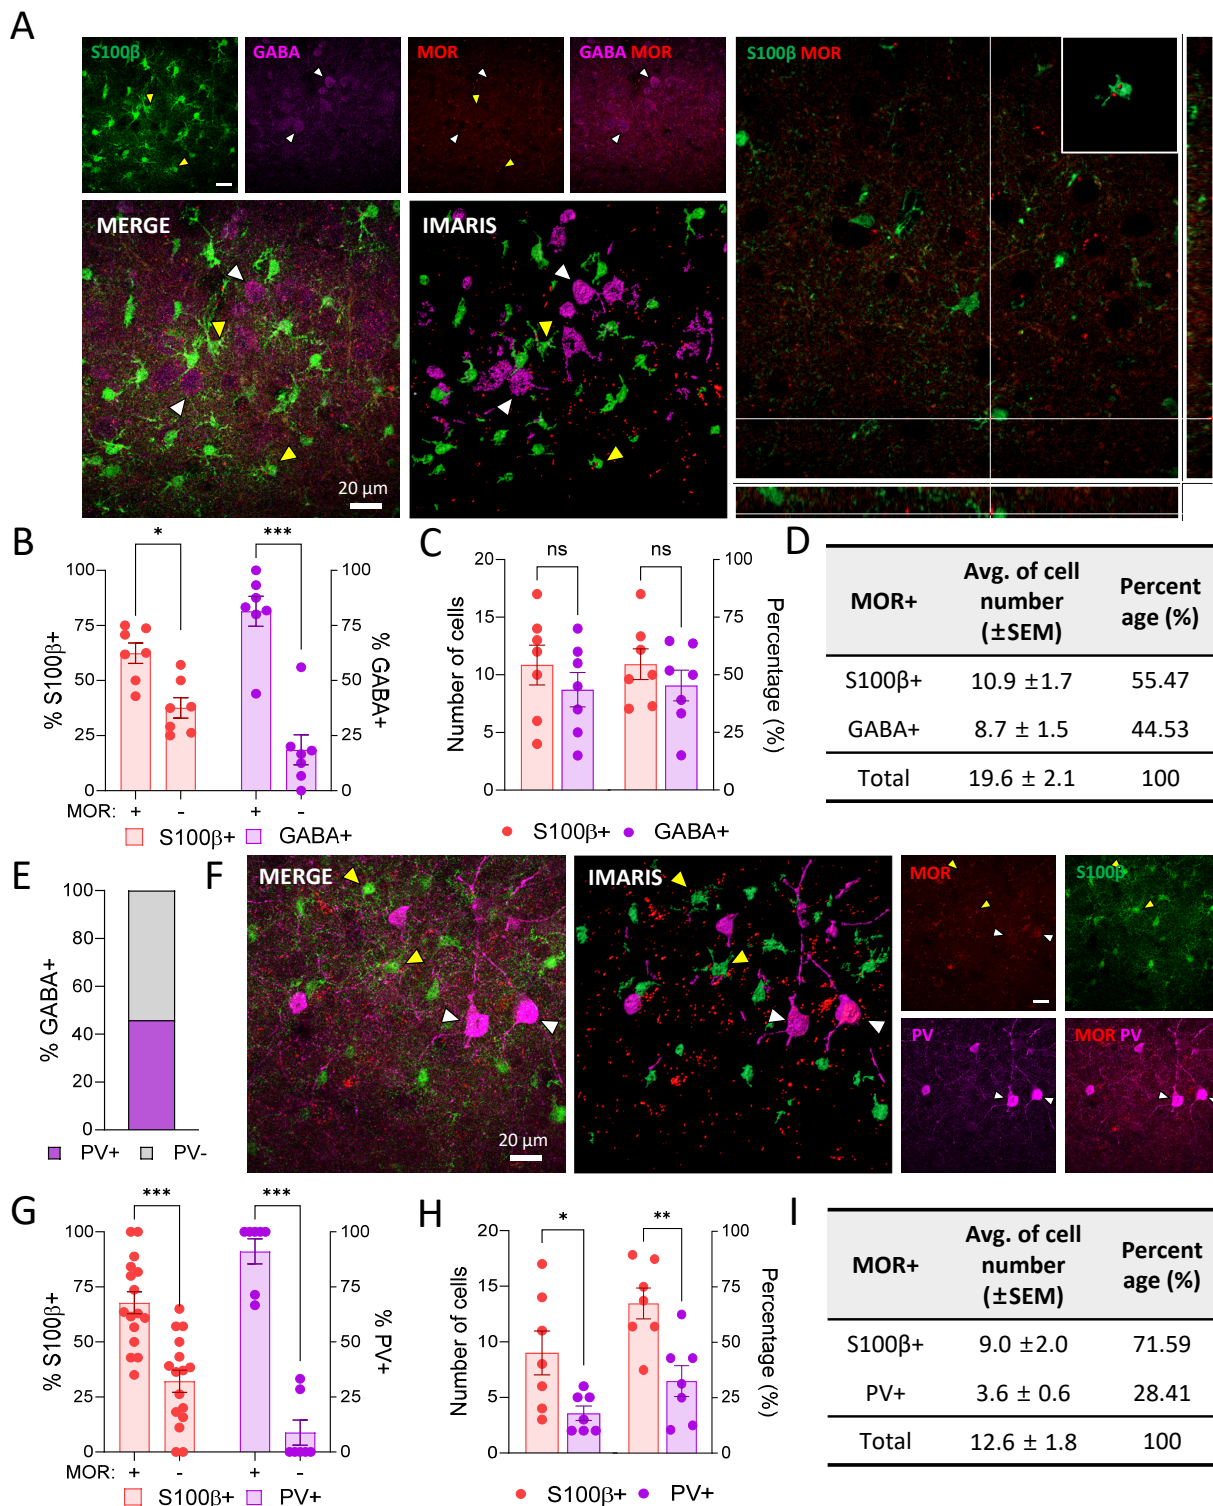 A
S100β
GABA
MOR
GABA MOR
S100β MOR
MERGE
IMARIS
20 µm
B
* ***
% S100β+
100
75
50
25
0
100
80
60
40
20
0
% GABA+
MOR: + - + -
S100β+ GABA+
C
ns ns
Number of cells
20
15
10
5
0
100
50
0
Percentage (%)
S100β+ GABA+
D
MOR+ Avg. of cell number (±SEM) Percent age (%)
S100β+ 10.9 ±1.7 55.47
GABA+ 8.7 ± 1.5 44.53
Total 19.6 ± 2.1 100
E
% GABA+
100
80
60
40
20
0
PV+ PV-
F
MERGE
IMARIS
20 µm
MOR
S100β
PV
MOR PV
G
*** ***
% S100β+
100
75
50
25
0
100
75
50
25
0
% PV+
MOR: + - + -
S100β+ PV+
H
* **
Number of cells
20
15
10
5
0
100
75
50
25
0
Percentage (%)
S100β+ PV+
I
MOR+ Avg. of cell number (±SEM) Percent age (%)
S100β+ 9.0 ±2.0 71.59
PV+ 3.6 ± 0.6 28.41
Total 12.6 ± 1.8 100